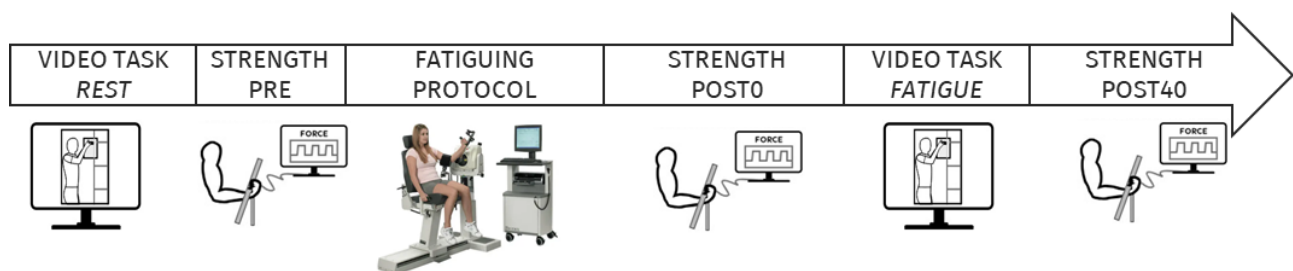 VIDEO TASK
REST
STRENGTH
PRE
FATIGUING
PROTOCOL
STRENGTH
POST0
VIDEO TASK
FATIGUE
STRENGTH
POST40
FORCE
FORCE
FORCE